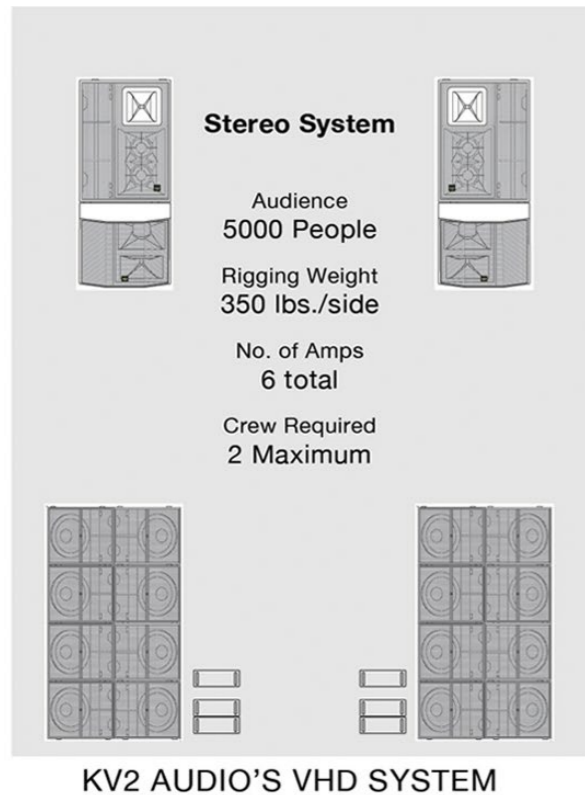 Stereo System
Audience
5000 People
Rigging Weight
350 lbs./side
No. of Amps
6 total
Crew Required
2 Maximum
KV2 AUDIO'S VHD SYSTEM